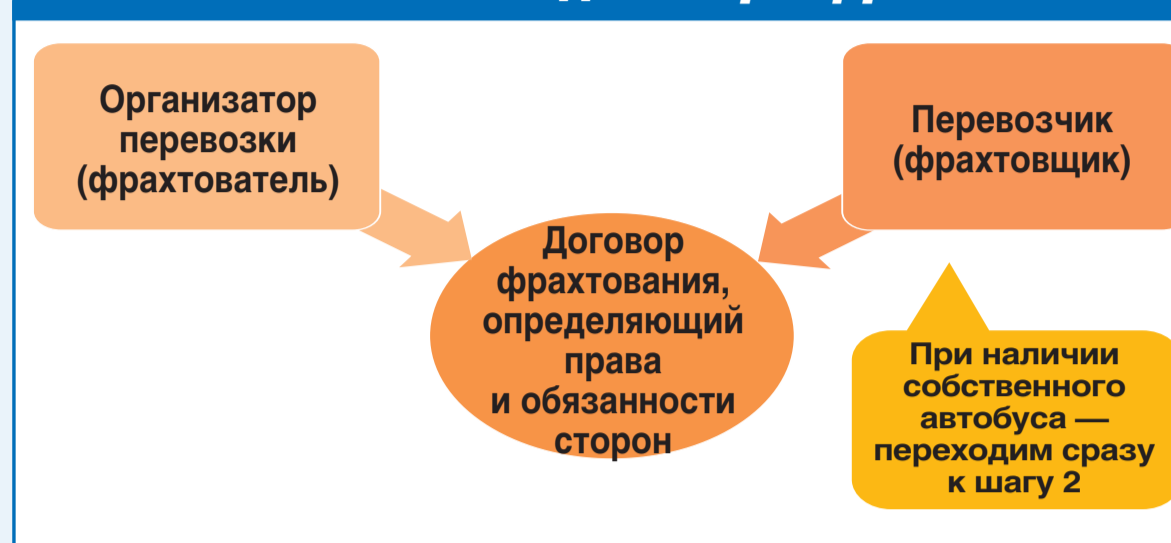 Организатор
перевозки
(фрахтователь)
Перевозчик
(фрахтовщик)
Договор
фрахтования,
определяющий
права
и обязанности
сторон
При наличии
собственного
автобуса —
переходим сразу
к шагу 2